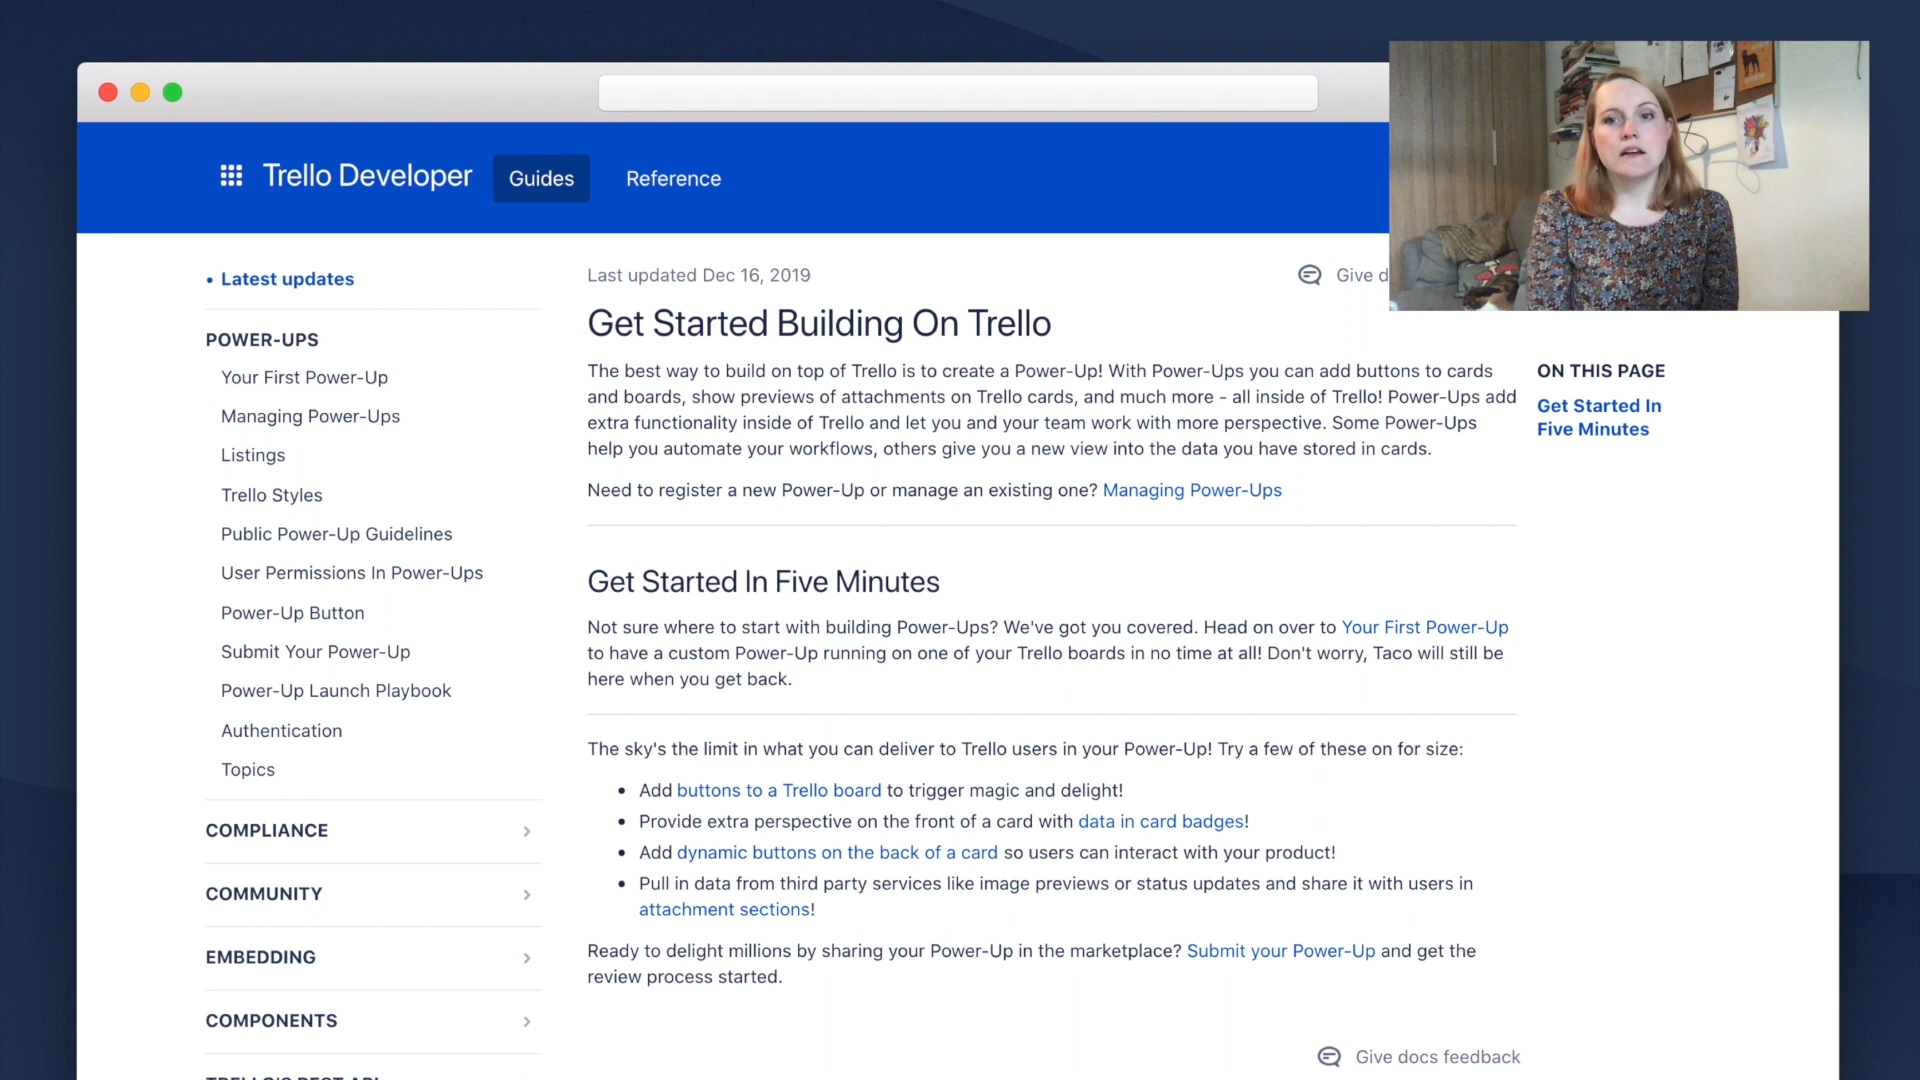 Trello Developer
Guides
Reference
Latest updates
POWER-UPS
Your First Power-Up
Managing Power-Ups
Listings
Trello Styles
Public Power-Up Guidelines
User Permissions In Power-Ups
Power-Up Button
Submit Your Power-Up
Power-Up Launch Playbook
Authentication
Topics
COMPLIANCE
COMMUNITY
EMBEDDING
COMPONENTS
Last updated Dec 16, 2019
Give d
Get Started Building On Trello
The best way to build on top of Trello is to create a Power-Up! With Power-Ups you can add buttons to cards
and boards, show previews of attachments on Trello cards, and much more - all inside of Trello! Power-Ups add
extra functionality inside of Trello and let you and your team work with more perspective. Some Power-Ups
help you automate your workflows, others give you a new view into the data you have stored in cards.
Need to register a new Power-Up or manage an existing one? Managing Power-Ups
Get Started In Five Minutes
Not sure where to start with building Power-Ups? We've got you covered. Head on over to Your First Power-Up
to have a custom Power-Up running on one of your Trello boards in no time at all! Don't worry, Taco will still be
here when you get back.
The sky's the limit in what you can deliver to Trello users in your Power-Up! Try a few of these on for size:
• Add buttons to a Trello board to trigger magic and delight!
• Provide extra perspective on the front of a card with data in card badges!
• Add dynamic buttons on the back of a card so users can interact with your product!
• Pull in data from third party services like image previews or status updates and share it with users in
attachment sections!
Ready to delight millions by sharing your Power-Up in the marketplace? Submit your Power-Up and get the
review process started.
Give docs feedback
ON THIS PAGE
Get Started In
Five Minutes